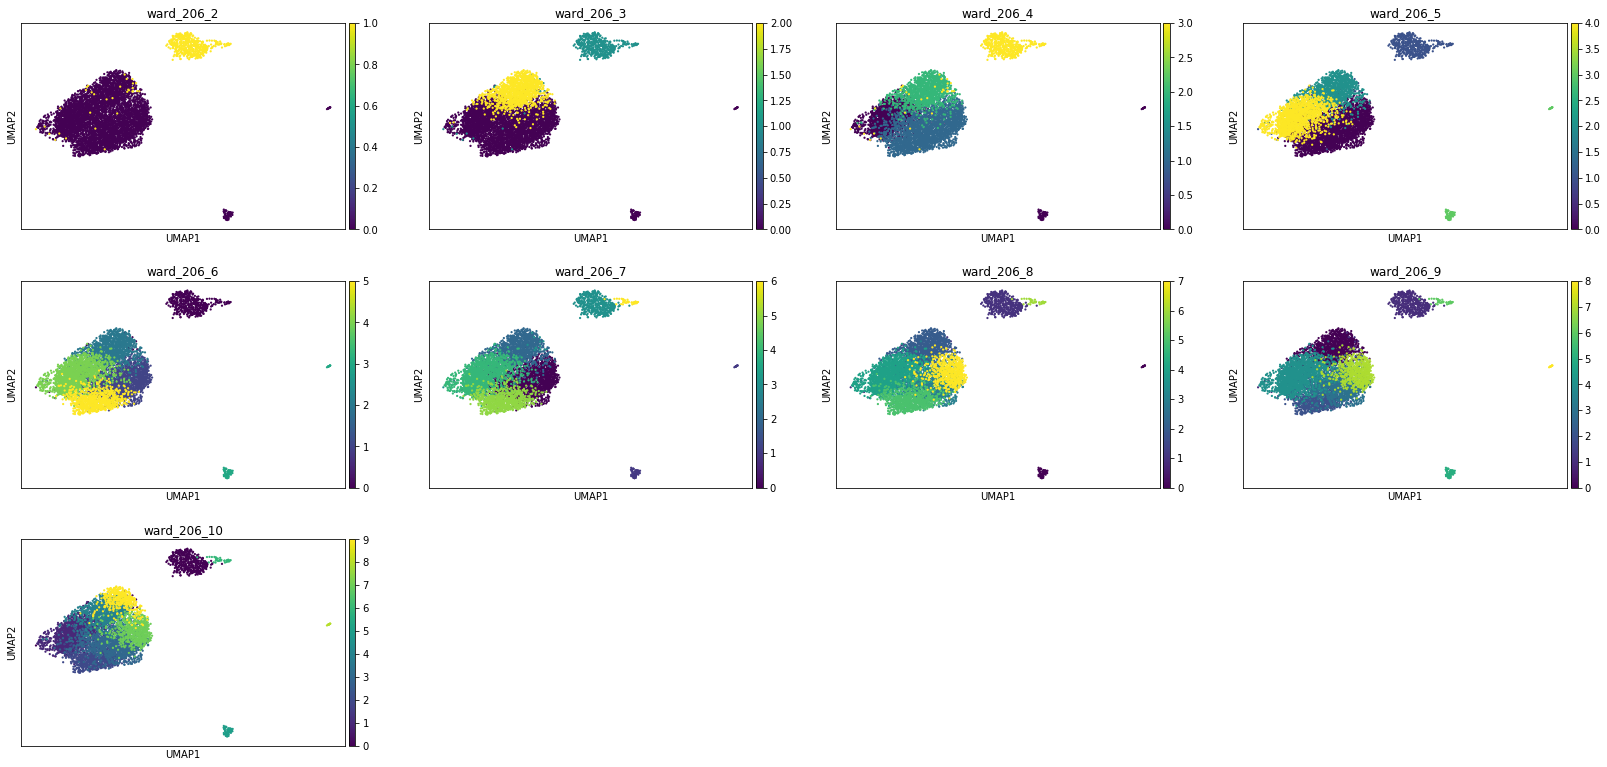 ward_206_2
1.0
0.8
0.6
0.4
0.2
0.0
UMAP2
UMAP1
ward_206_3
2.00
1.75
1.50
1.25
1.00
0.75
0.50
0.25
0.00
UMAP2
UMAP1
ward_206_4
3.0
2.5
2.0
1.5
1.0
0.5
0.0
UMAP2
UMAP1
ward_206_5
4.0
3.5
3.0
2.5
2.0
1.5
1.0
0.5
0.0
UMAP2
UMAP1
ward_206_6
5
4
3
2
1
0
UMAP2
UMAP1
ward_206_7
6
5
4
3
2
1
0
UMAP2
UMAP1
ward_206_8
7
6
5
4
3
2
1
0
UMAP2
UMAP1
ward_206_9
8
7
6
5
4
3
2
1
0
UMAP2
UMAP1
ward_206_10
9
8
7
6
5
4
3
2
1
0
UMAP2
UMAP1